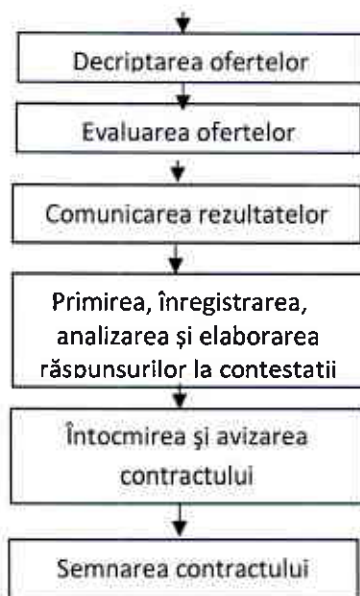 Decriptarea ofertelor
Evaluarea ofertelor
Comunicarea rezultatelor
Primirea, înregistrarea,
analizarea și elaborarea
răspunsurilor la contestații
Întocmirea și avizarea
contractului
Semnarea contractului